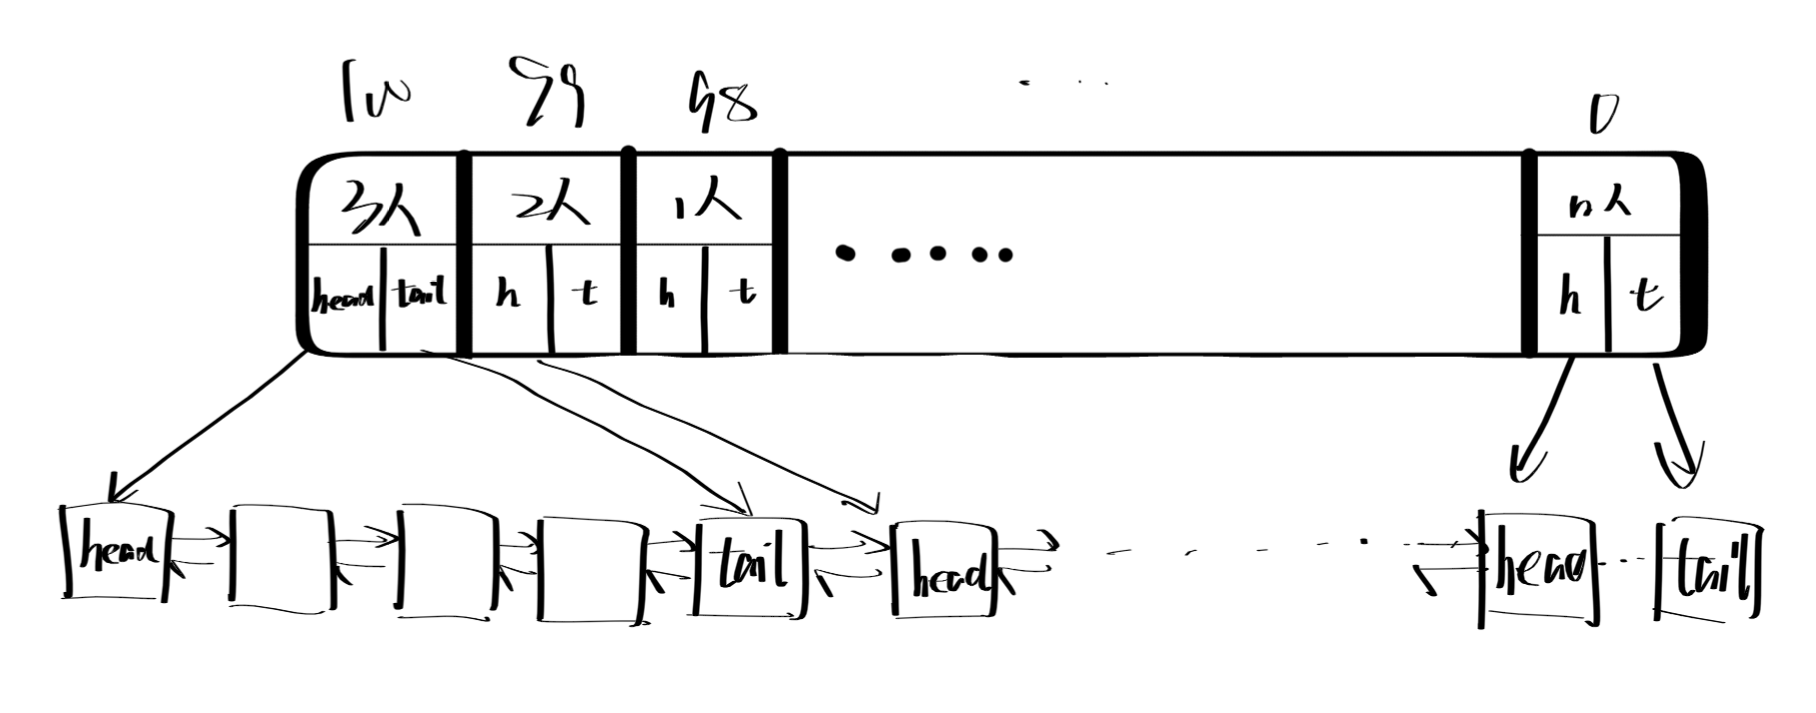 100 99 98 0
3人 2人 1人 n人
head tail h t h t h t
head tail head head tail